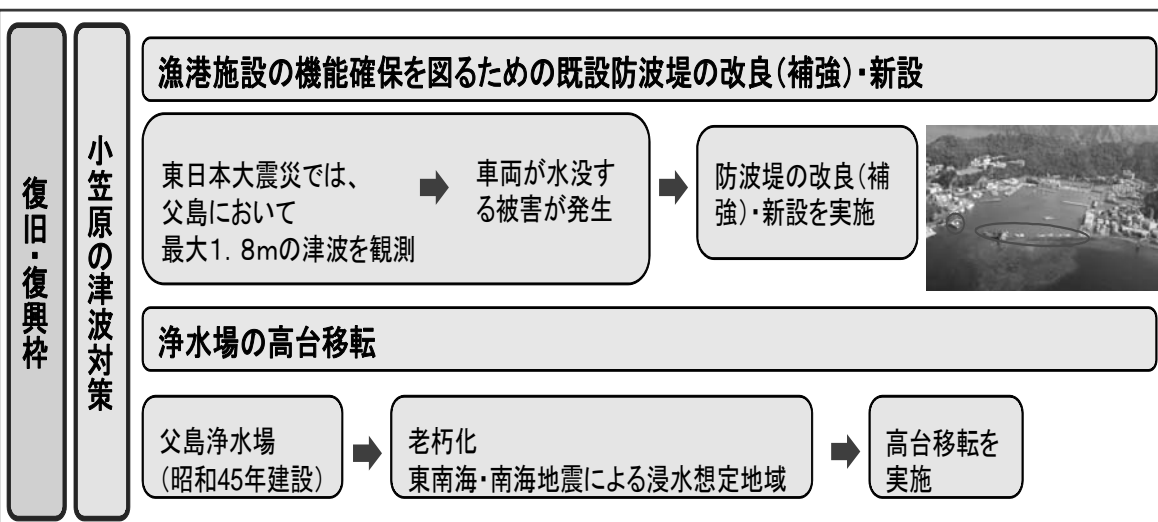 復旧・復興枠
小笠原の津波対策
漁港施設の機能確保を図るための既設防波堤の改良(補強)・新設
東日本大震災では、
父島において
最大1.8mの津波を観測
車両が水没す
る被害が発生
防波堤の改良(補
強)・新設を実施
浄水場の高台移転
父島浄水場
(昭和45年建設)
老朽化
東南海・南海地震による浸水想定地域
高台移転を
実施